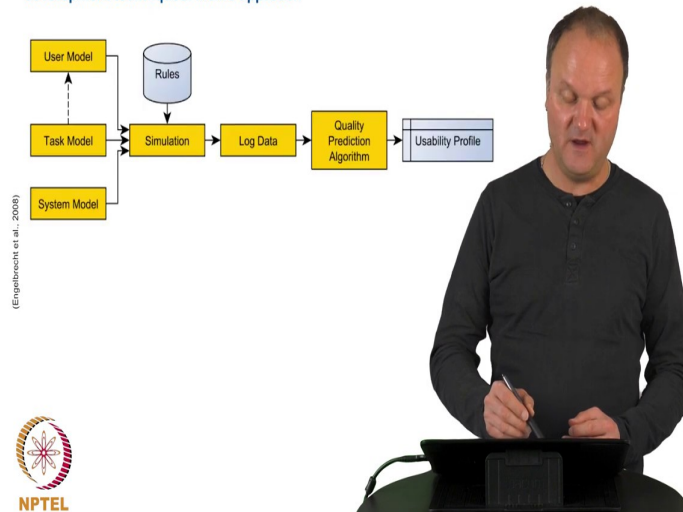 User Model
Rules
Task Model
Simulation
Log Data
Quality
Prediction
Algorithm
Usability Profile
System Model
(Engelbrecht et al., 2008)
NPTEL